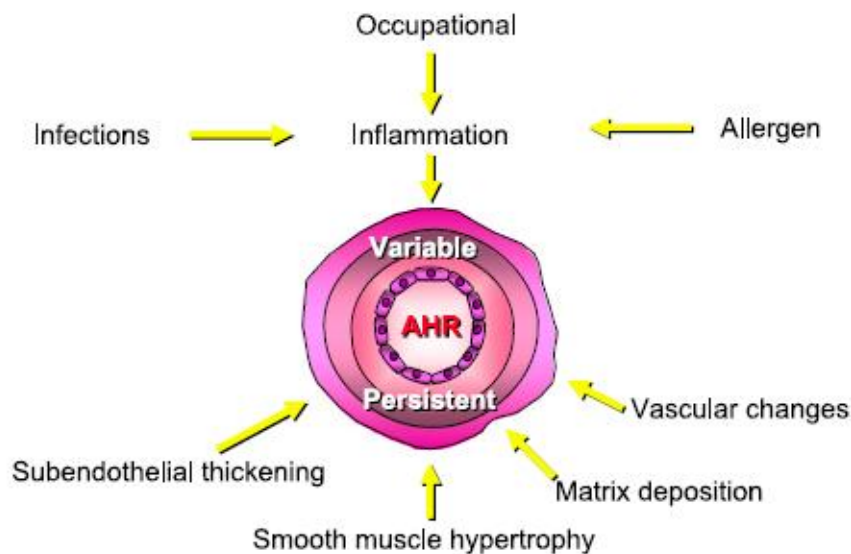 Occupational
Infections
Inflammation
Allergen
Variable
AHR
Persistent
Vascular changes
Subendothelial thickening
Matrix deposition
Smooth muscle hypertrophy